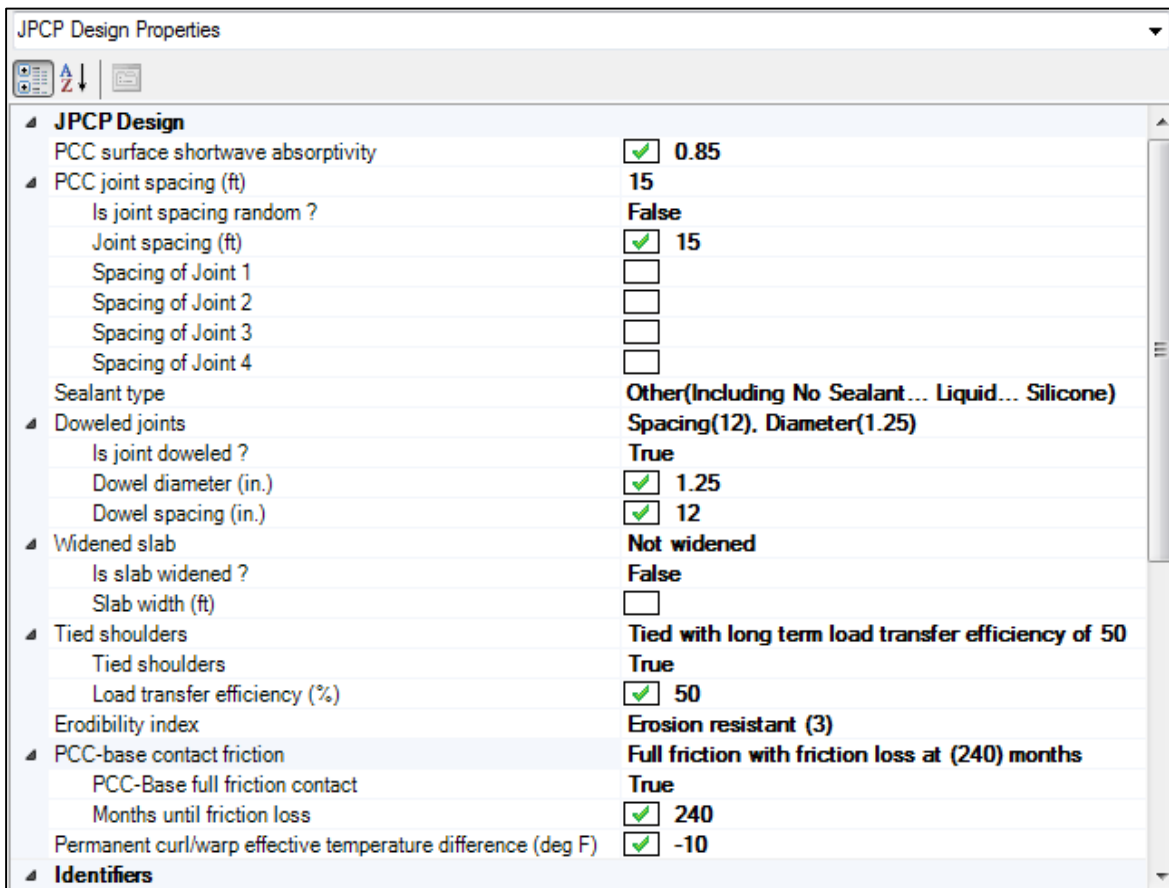 JPCP Design Properties
A Z
JPCP Design
PCC surface shortwave absorptivity 0.85
PCC joint spacing (ft) 15
Is joint spacing random ? False
Joint spacing (ft) 15
Spacing of Joint 1
Spacing of Joint 2
Spacing of Joint 3
Spacing of Joint 4
Sealant type Other(Including No Sealant... Liquid... Silicone)
Doweled joints Spacing(12), Diameter(1.25)
Is joint doweled ? True
Dowel diameter (in.) 1.25
Dowel spacing (in.) 12
Widened slab Not widened
Is slab widened ? False
Slab width (ft)
Tied shoulders Tied with long term load transfer efficiency of 50
Tied shoulders True
Load transfer efficiency (%) 50
Erodibility index Erosion resistant (3)
PCC-base contact friction Full friction with friction loss at (240) months
PCC-Base full friction contact True
Months until friction loss 240
Permanent curl/warp effective temperature difference (deg F) -10
Identifiers